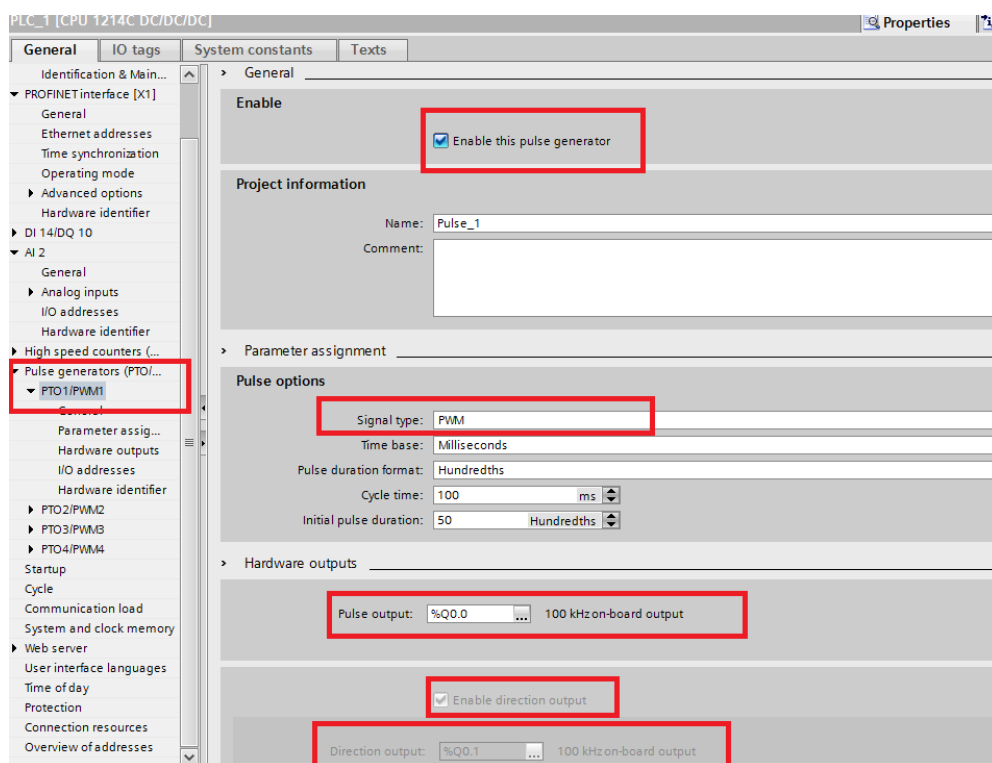 PLC_1 [CPU 1214C DC/DC/DC]
Properties
General IO tags System constants Texts
Identification & Main...
PROFINET interface [X1]
General
Ethernet addresses
Time synchronization
Operating mode
Advanced options
Hardware identifier
DI 14/DQ 10
AI 2
General
Analog inputs
I/O addresses
Hardware identifier
High speed counters (...
Pulse generators (PTO/...
PTO1/PWM1
General
Parameter assig...
Hardware outputs
I/O addresses
Hardware identifier
PTO2/PWM2
PTO3/PWM3
PTO4/PWM4
Startup
Cycle
Communication load
System and clock memory
Web server
User interface languages
Time of day
Protection
Connection resources
Overview of addresses
General
Enable
Enable this pulse generator
Project information
Name: Pulse_1
Comment:
Parameter assignment
Pulse options
Signal type: PWM
Time base: Milliseconds
Pulse duration format: Hundredths
Cycle time: 100 ms
Initial pulse duration: 50 Hundredths
Hardware outputs
Pulse output: %Q0.0 ... 100 kHz on-board output
Enable direction output
Direction output: %Q0.1 ... 100 kHz on-board output